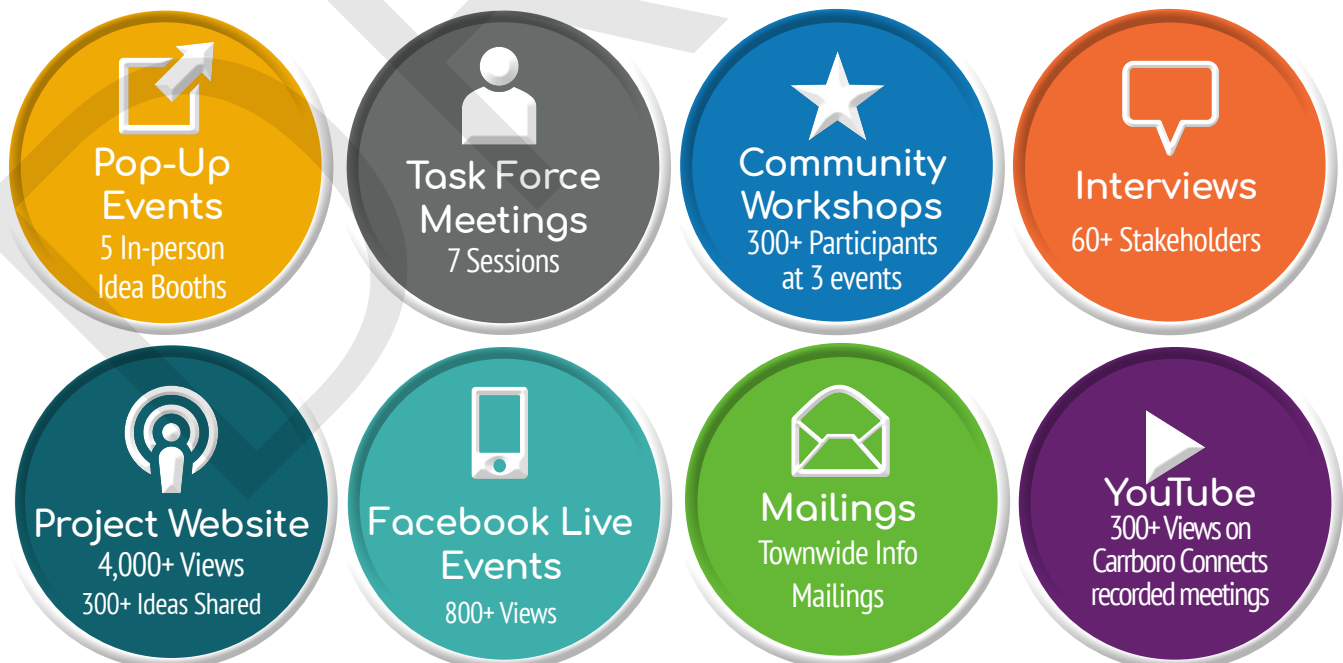 Pop-Up
Events
5 In-person
Idea Booths
Task Force
Meetings
7 Sessions
Community
Workshops
300+ Participants
at 3 events
Interviews
60+ Stakeholders
Project Website
4,000+ Views
300+ Ideas Shared
Facebook Live
Events
800+ Views
Mailings
Townwide Info
Mailings
YouTube
300+ Views on
Carrboro Connects
recorded meetings